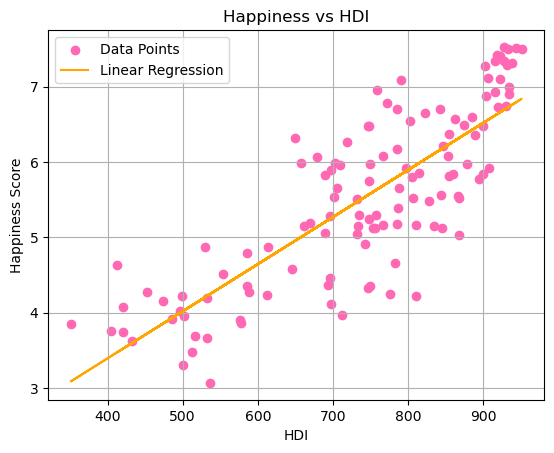 Happiness vs HDI
Data Points
Linear Regression
7
6
5
4
3
Happiness Score
400 500 600 700 800 900
HDI